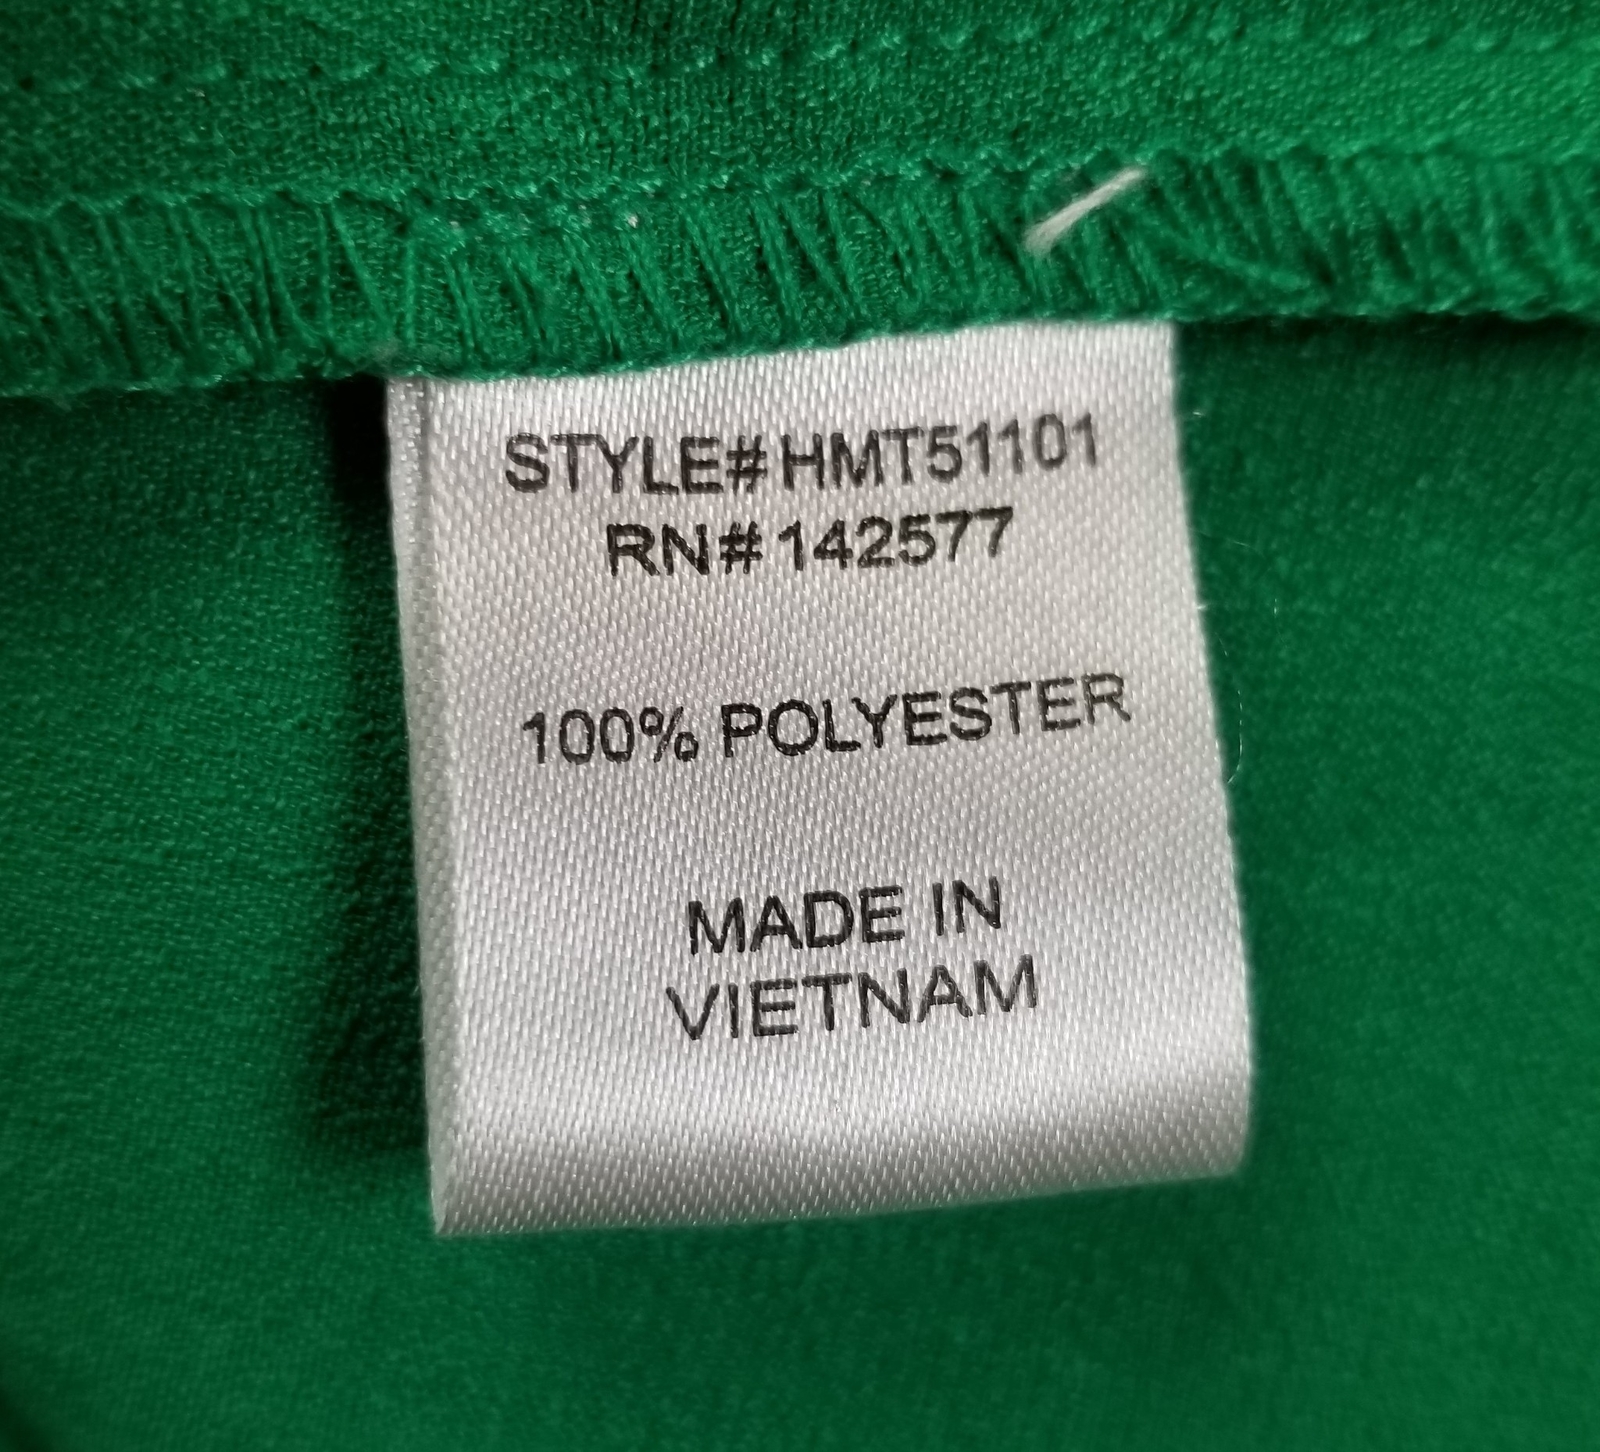 STYLE# HMT51101
RN# 142577
100% POLYESTER
MADE IN
VIETNAM